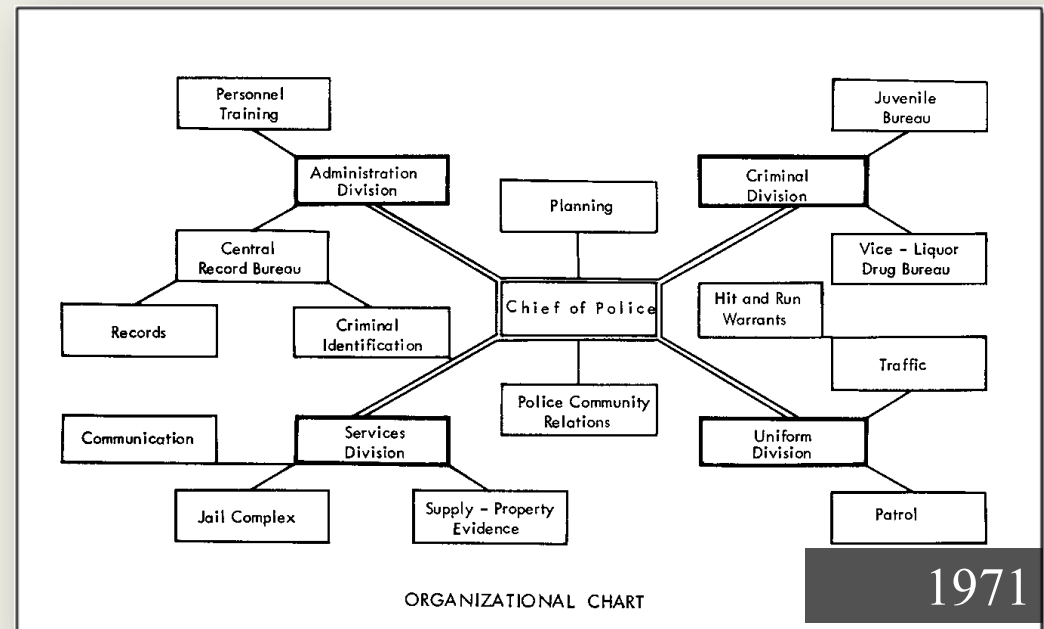 Personnel
Training
Juvenile
Bureau
Administration
Division
Criminal
Division
Planning
Central
Record Bureau
Vice - Liquor
Drug Bureau
Chief of Police
Hit and Run
Warrants
Records
Criminal
Identification
Traffic
Police Community
Relations
Communication
Services
Division
Uniform
Division
Jail Complex
Supply - Property
Evidence
Patrol
ORGANIZATIONAL CHART
1971